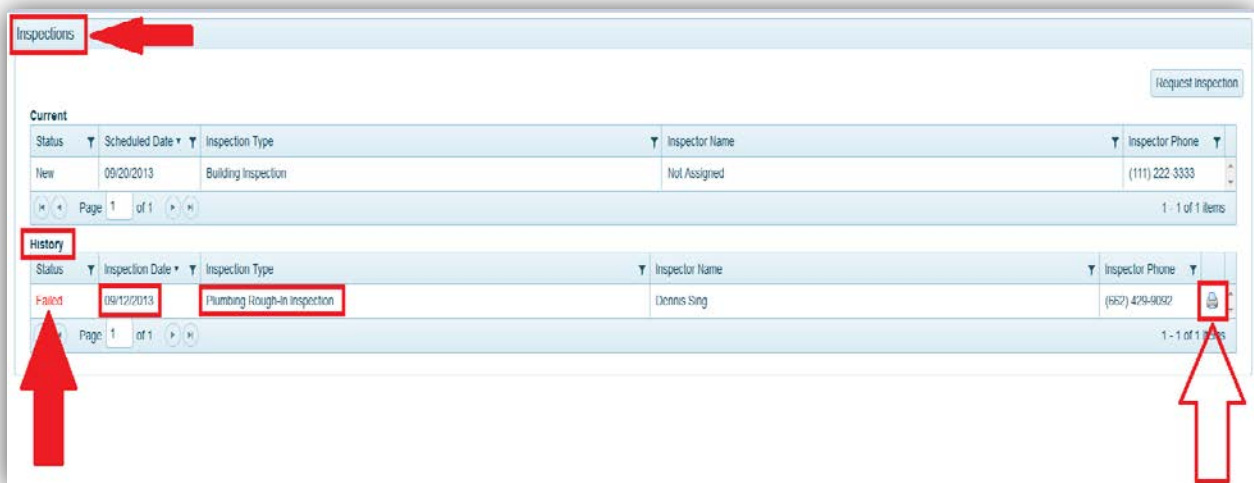 Inspections
Request Inspection
Current
Status Scheduled Date Inspection Type Inspector Name Inspector Phone
New 09/20/2013 Building Inspection Not Assigned (111) 222-3333
Page 1 of 1 1 - 1 of 1 items
History
Status Inspection Date Inspection Type Inspector Name Inspector Phone
Failed 09/12/2013 Plumbing Rough-In Inspection Dennis Sing (662) 429-9092
Page 1 of 1 1 - 1 of 1 items